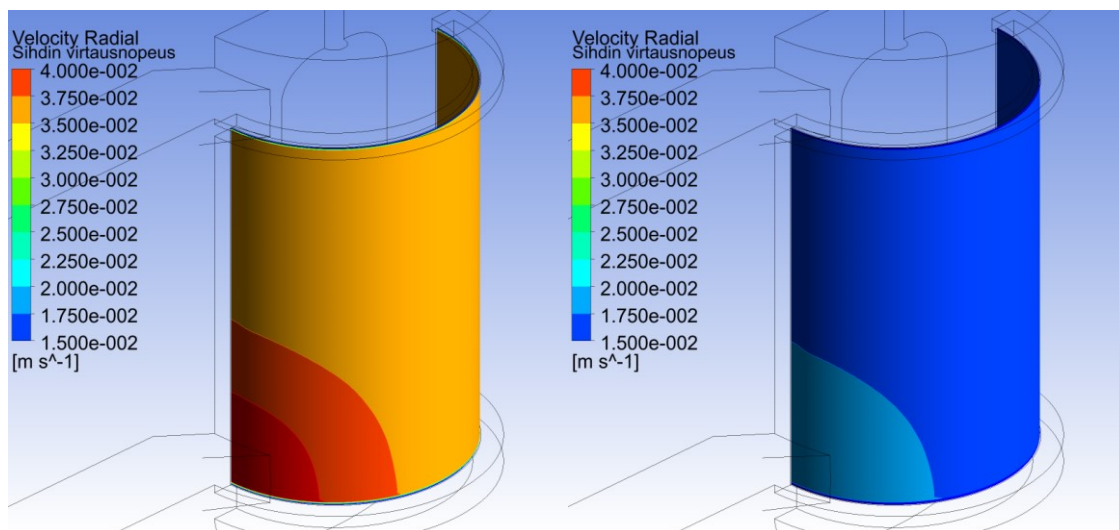 Velocity Radial
Sihdin virtausnopeus
4.000e-002
3.750e-002
3.500e-002
3.250e-002
3.000e-002
2.750e-002
2.500e-002
2.250e-002
2.000e-002
1.750e-002
1.500e-002
[m s^-1]
Velocity Radial
Sihdin virtausnopeus
4.000e-002
3.750e-002
3.500e-002
3.250e-002
3.000e-002
2.750e-002
2.500e-002
2.250e-002
2.000e-002
1.750e-002
1.500e-002
[m s^-1]